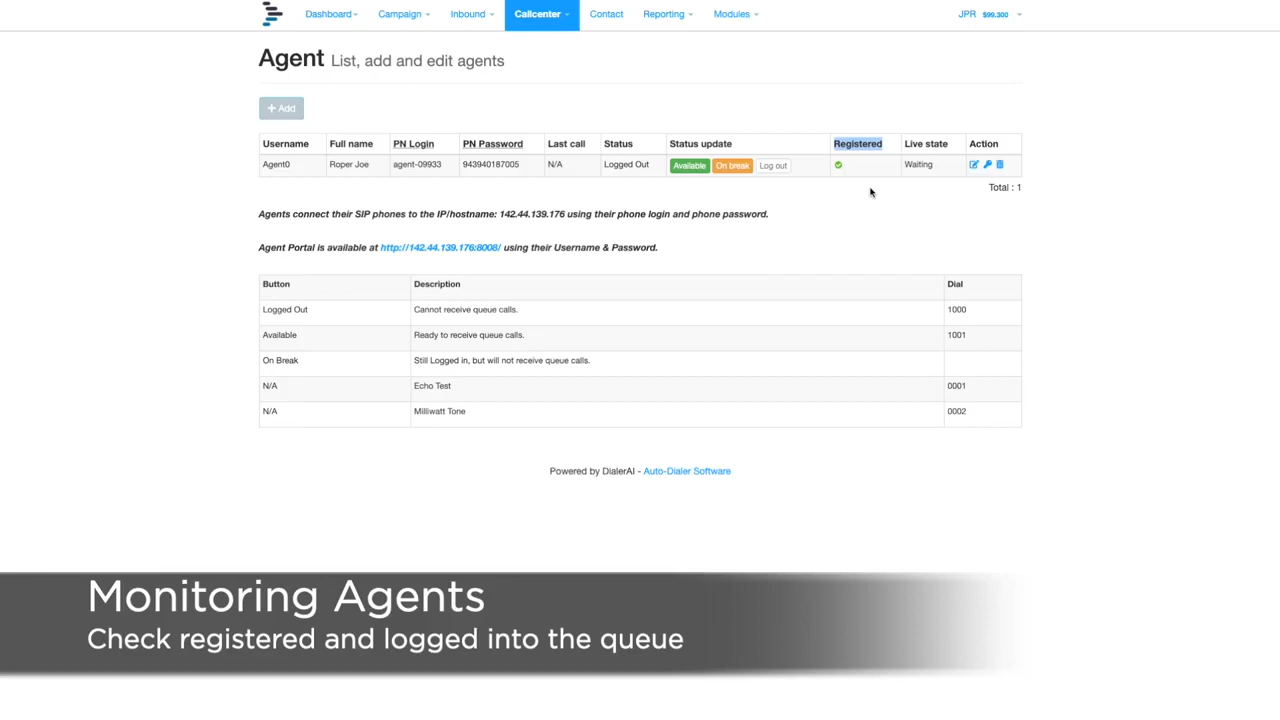 Dashboard Campaign Inbound Callcenter Contact Reporting Modules JPR $99.300
Agent List, add and edit agents
+ Add
Username Full name PN Login PN Password Last call Status Status update Registered Live state Action
Agent0 Roper Joe agent-09933 943940187005 N/A Logged Out Available On break Log out Waiting
Total : 1
Agents connect their SIP phones to the IP/hostname: 142.44.139.176 using their phone login and phone password.
Agent Portal is available at http://142.44.139.176:8008/ using their Username & Password.
Button Description Dial
Logged Out Cannot receive queue calls. 1000
Available Ready to receive queue calls. 1001
On Break Still Logged in, but will not receive queue calls.
N/A Echo Test 0001
N/A Milliwatt Tone 0002
Powered by DialerAI - Auto-Dialer Software
Monitoring Agents
Check registered and logged into the queue